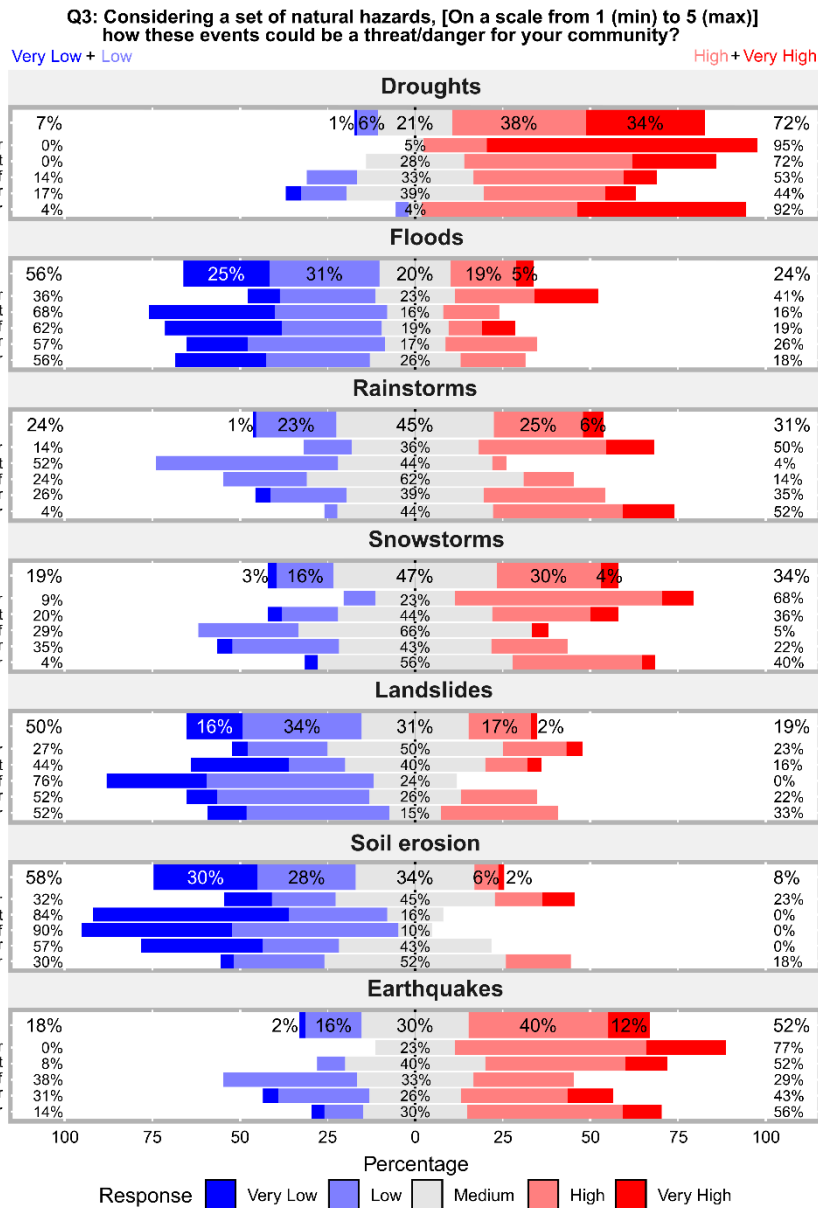 Q3: Considering a set of natural hazards, [On a scale from 1 (min) to 5 (max)]
how these events could be a threat/danger for your community?
Very Low + Low High + Very High
Droughts
7% 1% 6% 21% 38% 34% 72%
r 0% 5% 95%
t 0% 28% 72%
f 14% 33% 53%
r 17% 39% 44%
r 4% 4% 92%
Floods
56% 25% 31% 20% 19% 5% 24%
r 36% 23% 41%
t 68% 16% 16%
f 62% 19% 19%
r 57% 17% 26%
r 56% 26% 18%
Rainstorms
24% 1% 23% 45% 25% 6% 31%
r 14% 36% 50%
t 52% 44% 4%
f 24% 62% 14%
r 26% 39% 35%
r 4% 44% 52%
Snowstorms
19% 3% 16% 47% 30% 4% 34%
r 9% 23% 68%
t 20% 44% 36%
f 29% 66% 5%
r 35% 43% 22%
r 4% 56% 40%
Landslides
50% 16% 34% 31% 17% 2% 19%
r 27% 50% 23%
t 44% 40% 16%
f 76% 24% 0%
r 52% 26% 22%
r 52% 15% 33%
Soil erosion
58% 30% 28% 34% 6% 2% 8%
r 32% 45% 23%
t 84% 16% 0%
f 90% 10% 0%
r 57% 43% 0%
r 30% 52% 18%
Earthquakes
18% 2% 16% 30% 40% 12% 52%
r 0% 23% 77%
t 8% 40% 52%
f 38% 33% 29%
r 31% 26% 43%
r 14% 30% 56%
100 75 50 25 0 25 50 75 100
Percentage
Response Very Low Low Medium High Very High